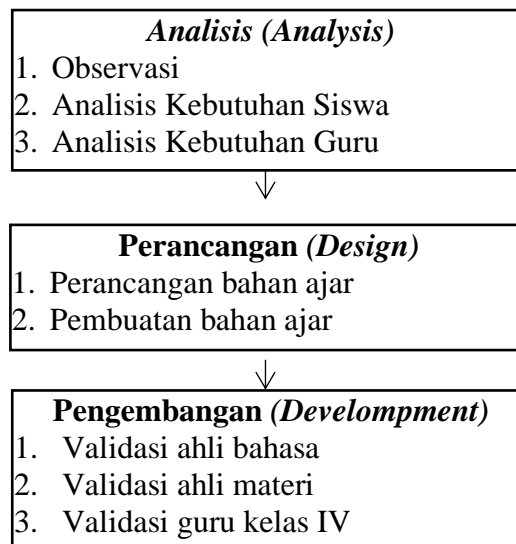 Analisis (Analysis)
1. Observasi
2. Analisis Kebutuhan Siswa
3. Analisis Kebutuhan Guru
Perancangan (Design)
1. Perancangan bahan ajar
2. Pembuatan bahan ajar
Pengembangan (Develompment)
1. Validasi ahli bahasa
2. Validasi ahli materi
3. Validasi guru kelas IV